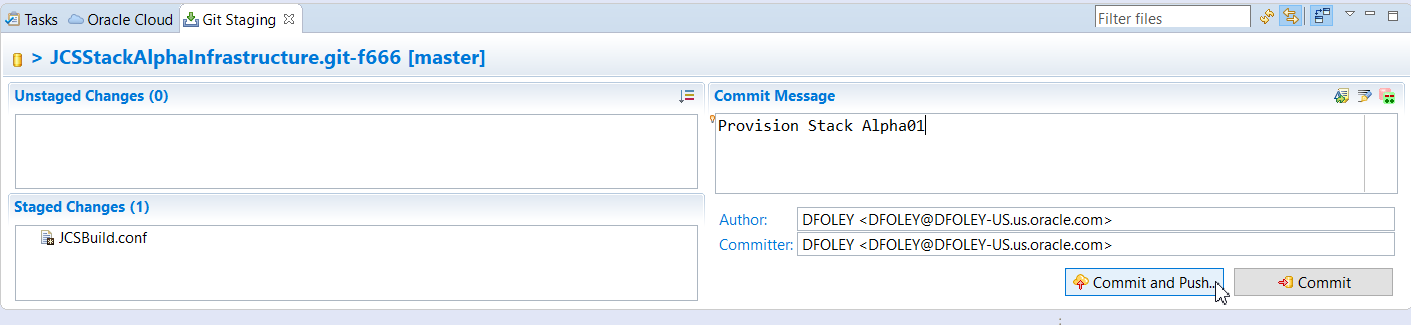 Tasks Oracle Cloud Git Staging Filter files
> JCSStackAlphaInfrastructure.git-f666 [master]
Unstaged Changes (0)
Staged Changes (1)
JCSBuild.conf
Commit Message
Provision Stack Alpha01
Author: DFOLEY <DFOLEY@DFOLEY-US.us.oracle.com>
Committer: DFOLEY <DFOLEY@DFOLEY-US.us.oracle.com>
Commit and Push... Commit